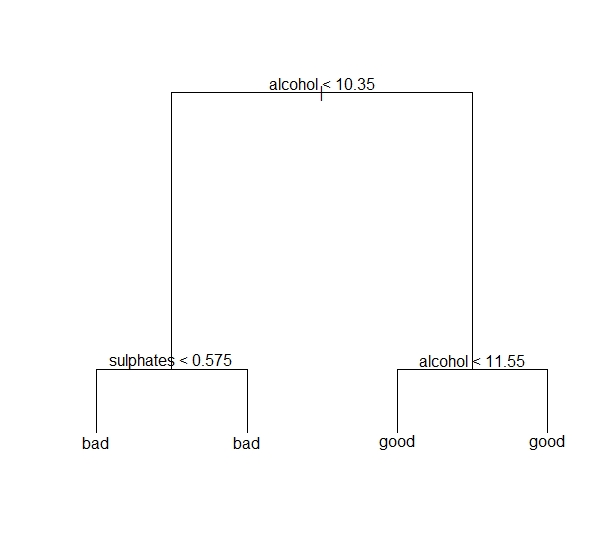 alcohol < 10.35
sulphates < 0.575
alcohol < 11.55
bad
bad
good
good